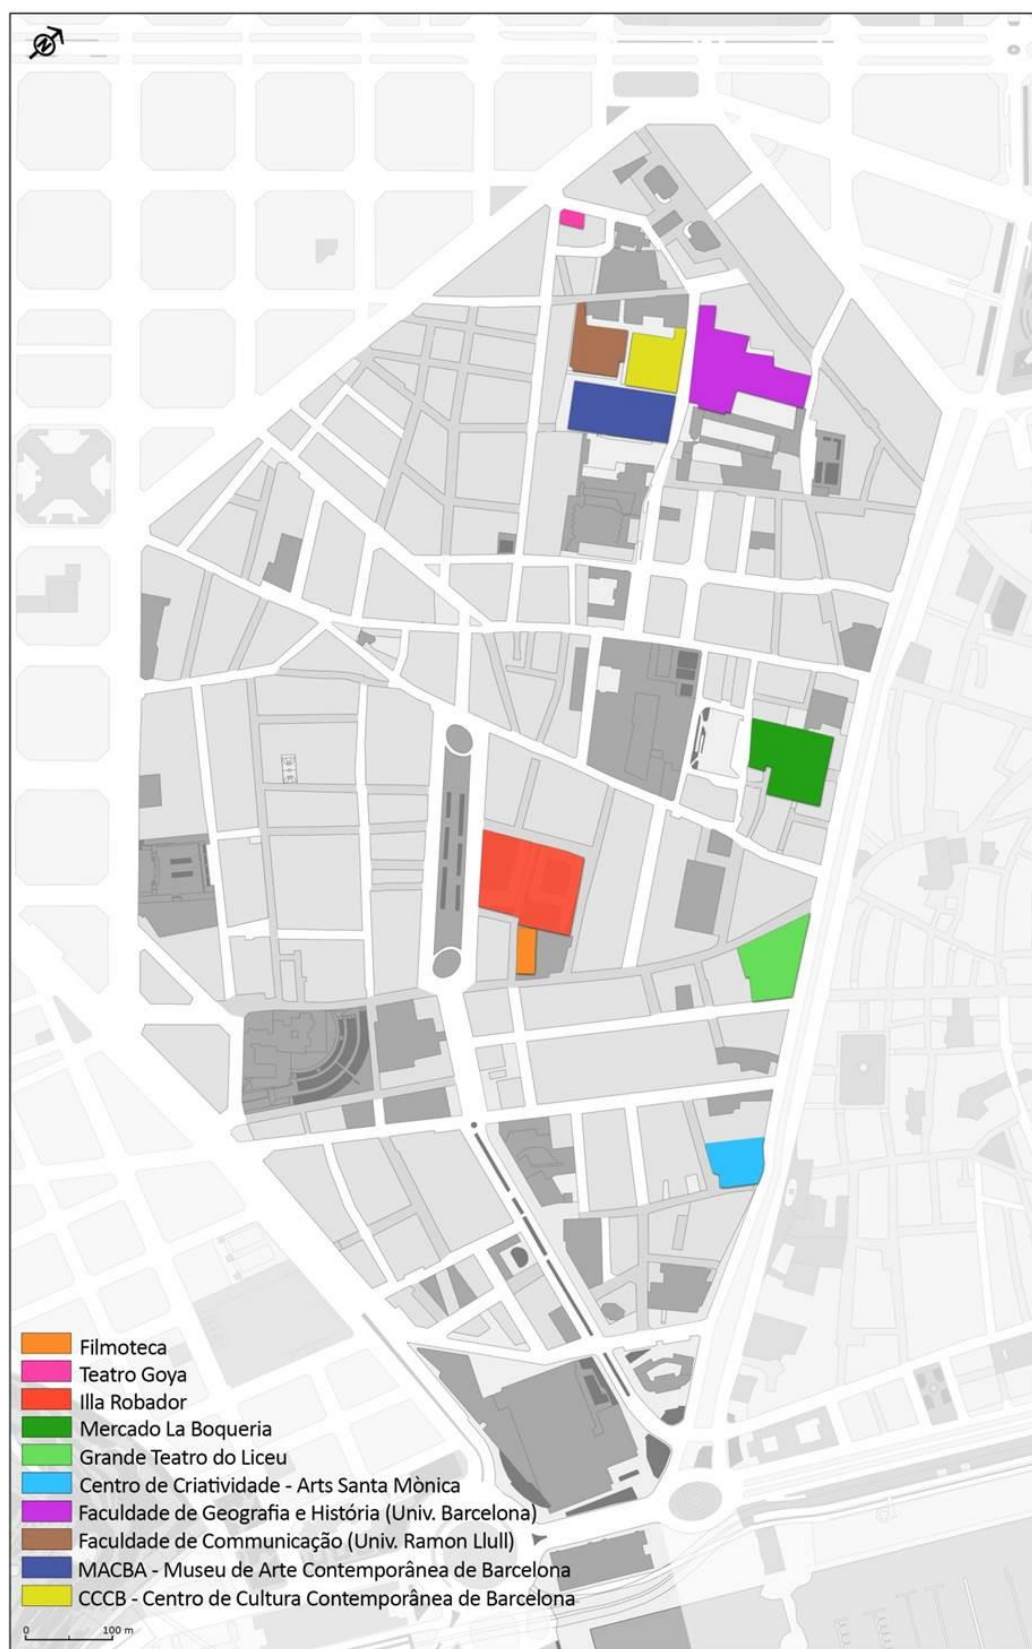 N
Filmoteca
Teatro Goya
Illa Robador
Mercado La Boqueria
Grande Teatro do Liceu
Centro de Criatividade - Arts Santa Mònica
Faculdade de Geografia e História (Univ. Barcelona)
Faculdade de Comunicação (Univ. Ramon Llull)
MACBA - Museu de Arte Contemporânea de Barcelona
CCCB - Centro de Cultura Contemporânea de Barcelona
0 100 m